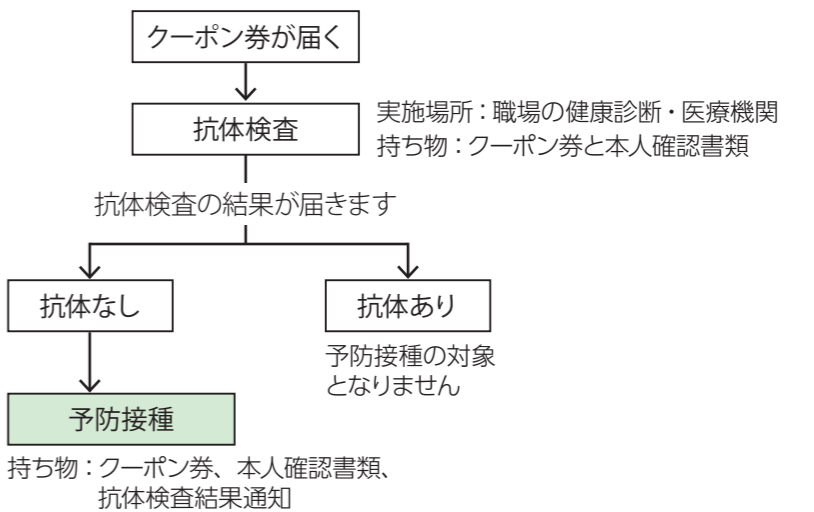 クーポン券が届く
抗体検査
実施場所：職場の健康診断・医療機関
持ち物：クーポン券と本人確認書類
抗体検査の結果が届きます
抗体なし
抗体あり
予防接種の対象
となりません
予防接種
持ち物：クーポン券、本人確認書類、
抗体検査結果通知